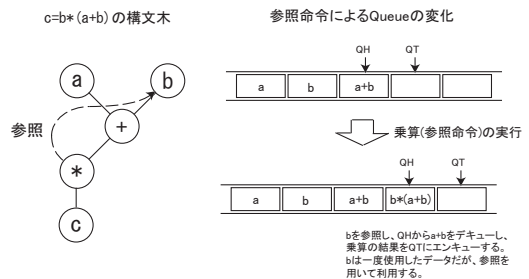 c=b*(a+b)の構文木
参照命令によるQueueの変化
a
b
参照
+
*
c
QH
QT
a
b
a+b
乗算(参照命令)の実行
QH
QT
a
b
a+b
b*(a+b)
bを参照し、QHからa+bをデキューし、
乗算の結果をQTにエンキューする。
bは一度使用したデータだが、参照を
用いて利用する。